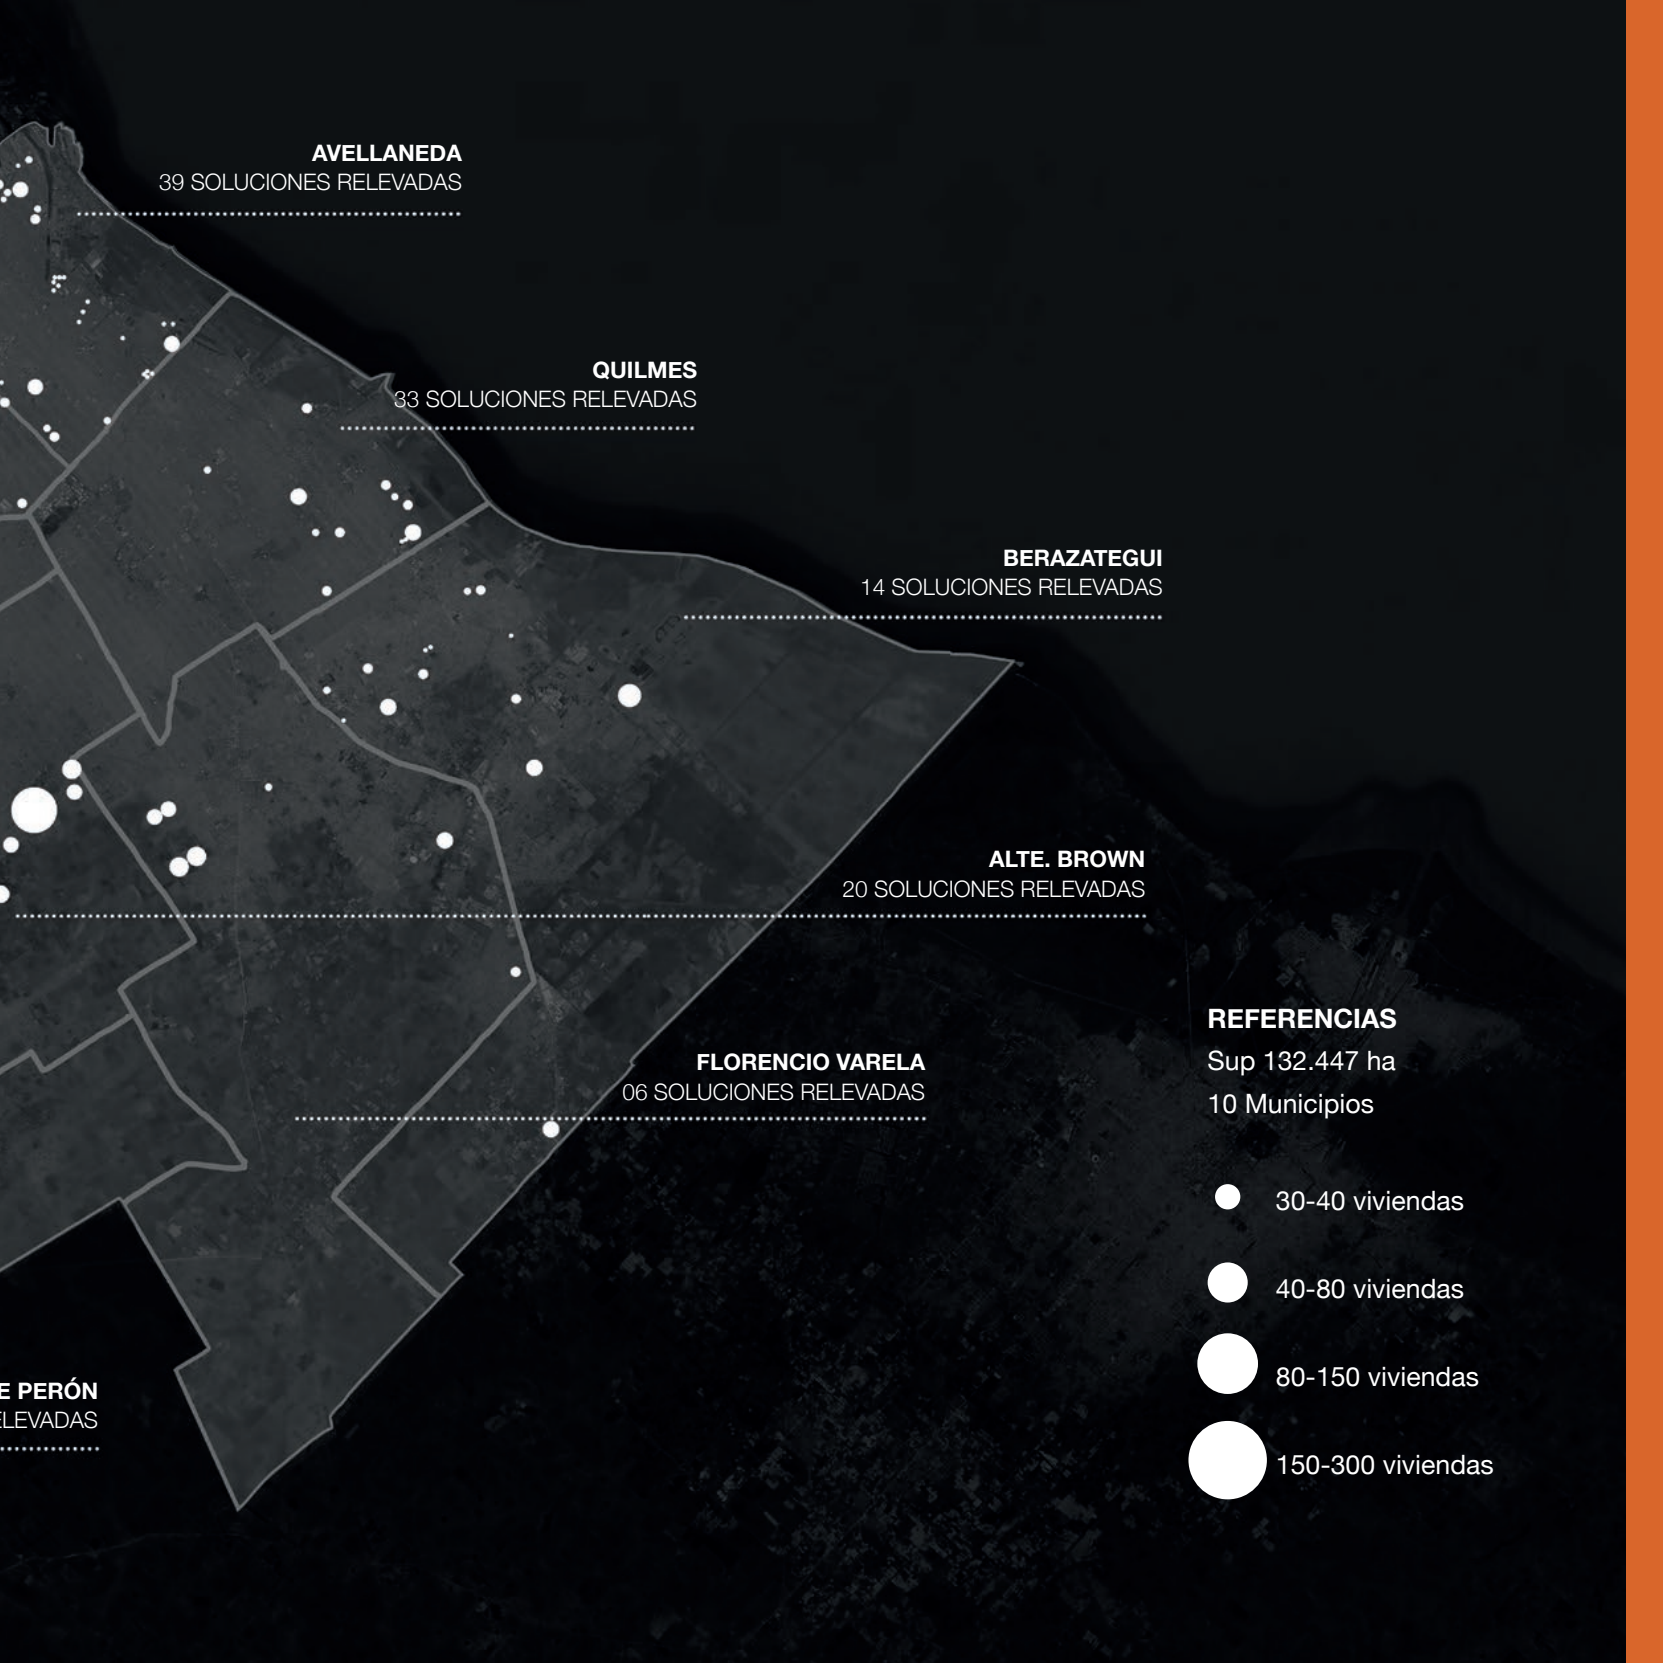 AVELLANEDA
39 SOLUCIONES RELEVADAS
QUILMES
33 SOLUCIONES RELEVADAS
BERAZATEGUI
14 SOLUCIONES RELEVADAS
ALTE. BROWN
20 SOLUCIONES RELEVADAS
FLORENCIO VARELA
06 SOLUCIONES RELEVADAS
REFERENCIAS
Sup 132.447 ha
10 Municipios
30-40 viviendas
40-80 viviendas
80-150 viviendas
150-300 viviendas
E PERÓN
ELEVADAS